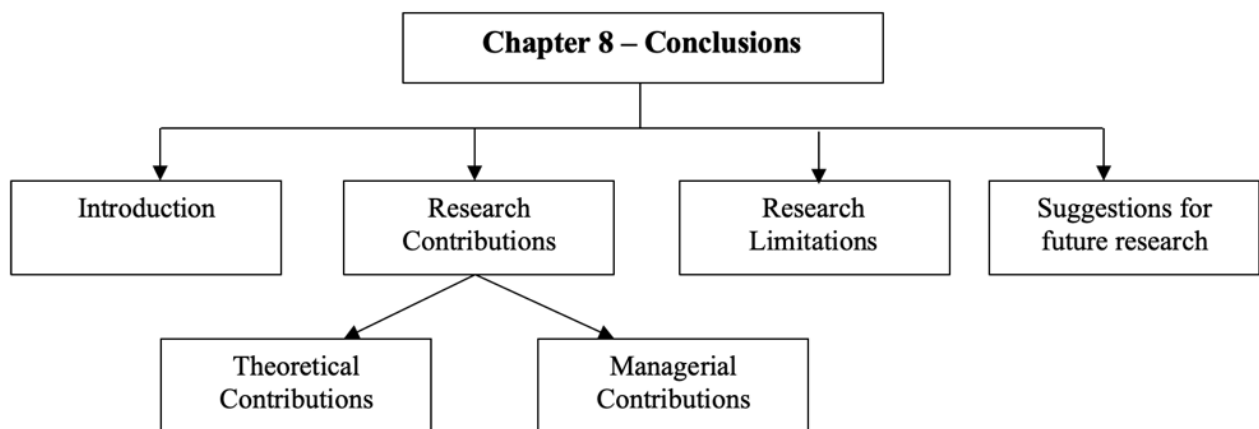 Chapter 8 – Conclusions
Introduction
Research
Contributions
Research
Limitations
Suggestions for
future research
Theoretical
Contributions
Managerial
Contributions